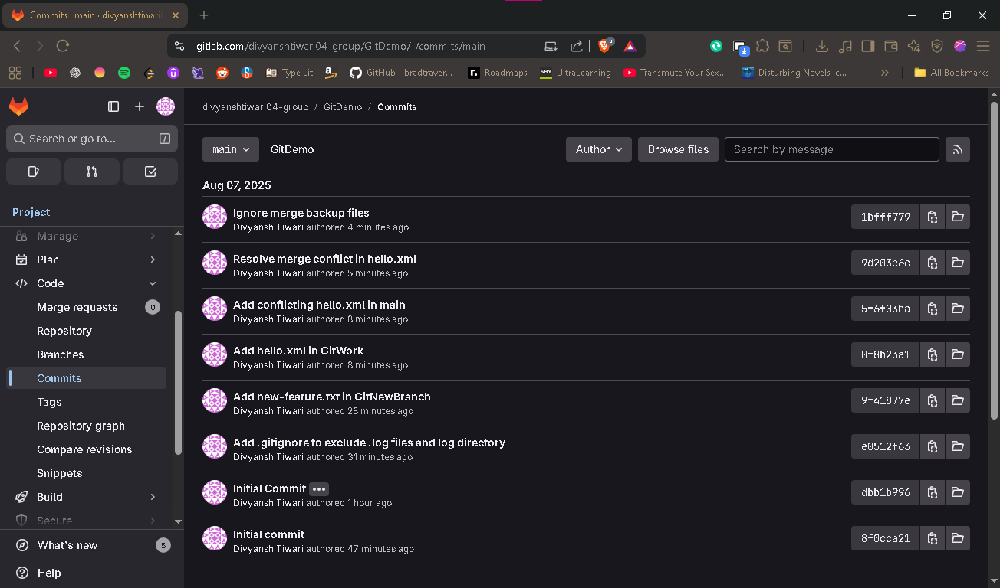 Commits · main · divyanshtiwari
gitlab.com/divyanshtiwari04-group/GitDemo/-/commits/main
3
Type Lit
GitHub - bradtraver...
Roadmaps
SHY
UltraLearning
Transmute Your Sex...
Disturbing Novels Ic...
All Bookmarks
divyanshtiwari04-group / GitDemo / Commits
Search or go to...
/
main
GitDemo
Author
Browse files
Search by message
Project
Manage
Plan
Code
Merge requests
0
Repository
Branches
Commits
Tags
Repository graph
Compare revisions
Snippets
Build
Secure
What's new
5
Help
Aug 07, 2025
Ignore merge backup files
Divyansh Tiwari authored 4 minutes ago
1bfff779
Resolve merge conflict in hello.xml
Divyansh Tiwari authored 5 minutes ago
9d203e6c
Add conflicting hello.xml in main
Divyansh Tiwari authored 8 minutes ago
5f6f03ba
Add hello.xml in GitWork
Divyansh Tiwari authored 8 minutes ago
0f8b23a1
Add new-feature.txt in GitNewBranch
Divyansh Tiwari authored 28 minutes ago
9f41877e
Add .gitignore to exclude .log files and log directory
Divyansh Tiwari authored 31 minutes ago
e0512f63
Initial Commit
Divyansh Tiwari authored 1 hour ago
dbb1b996
Initial commit
Divyansh Tiwari authored 47 minutes ago
8f0cca21